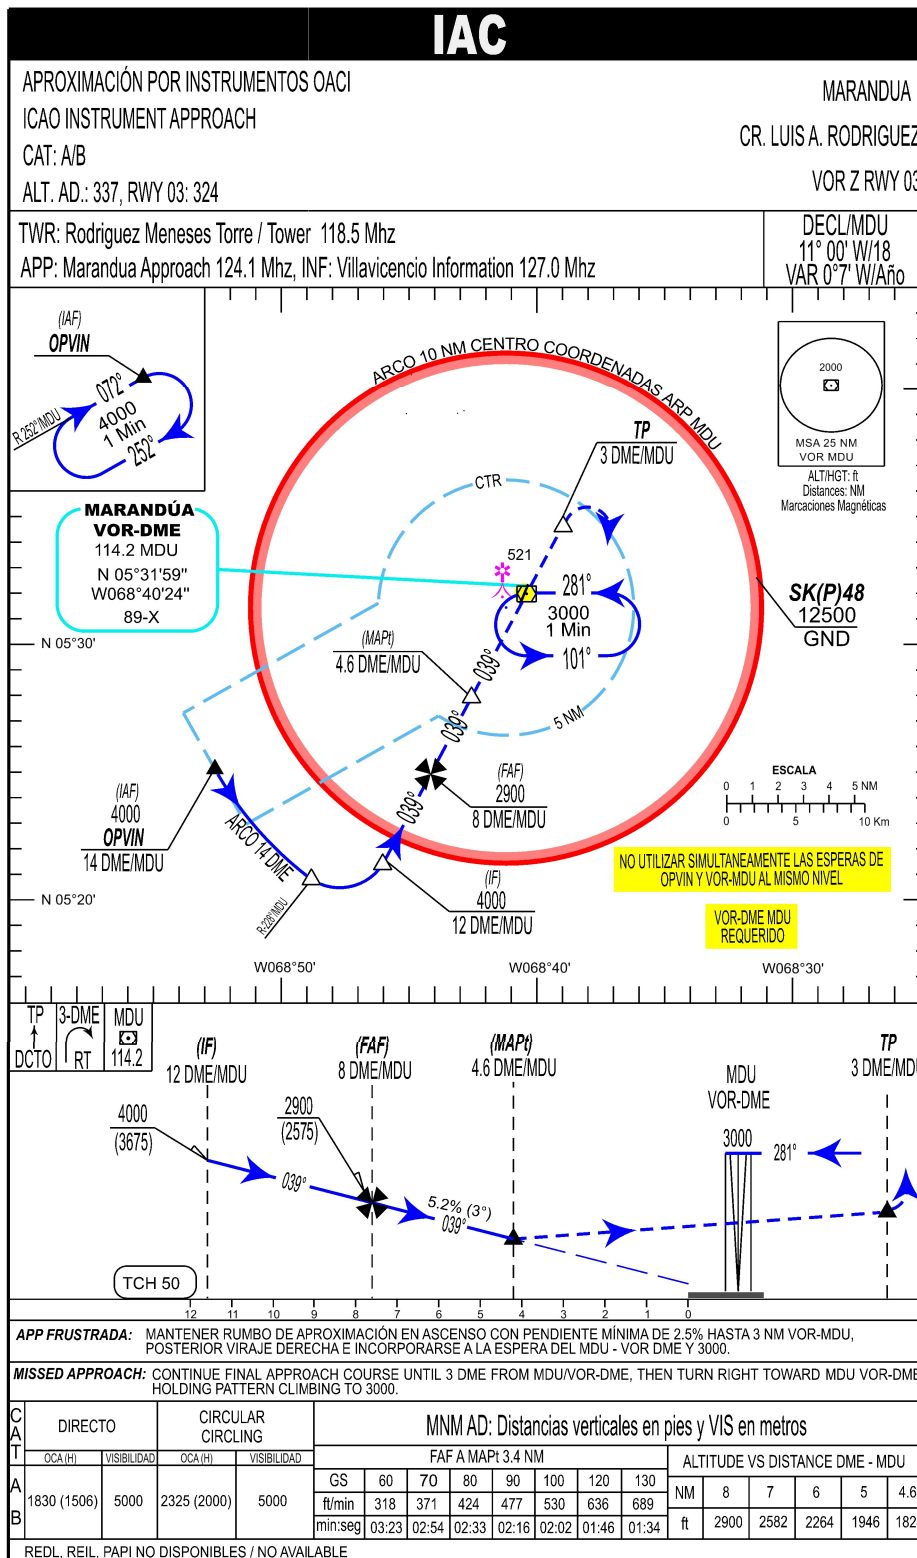 IAC
APROXIMACIÓN POR INSTRUMENTOS OACI
ICAO INSTRUMENT APPROACH
CAT: A/B
ALT. AD.: 337, RWY 03: 324
MARANDUA
CR. LUIS A. RODRIGUEZ
VOR Z RWY 03
TWR: Rodriguez Meneses Torre / Tower 118.5 Mhz
APP: Marandua Approach 124.1 Mhz, INF: Villavicencio Information 127.0 Mhz
DECL/MDU
11° 00' W/18
VAR 0°7' W/Año
(IAF)
OPVIN
072°
4000
1 Min
252°
R 252°/MDU
ARCO 10 NM CENTRO COORDENADAS ARP MDU
2000
MSA 25 NM
VOR MDU
ALT/HGT: ft
Distances: NM
Marcaciones Magnéticas
TP
3 DME/MDU
CTR
MARANDÚA
VOR-DME
114.2 MDU
N 05°31'59"
W068°40'24"
89-X
521
281°
3000
1 Min
101°
SK(P)48
12500
GND
N 05°30'
(MAPt)
4.6 DME/MDU
039°
039°
5 NM
039°
(FAF)
2900
8 DME/MDU
(IAF)
4000
OPVIN
14 DME/MDU
ARCO 14 DME
R-228°/MDU
(IF)
4000
12 DME/MDU
ESCALA
0 1 2 3 4 5 NM
0 5 10 Km
NO UTILIZAR SIMULTANEAMENTE LAS ESPERAS DE
OPVIN Y VOR-MDU AL MISMO NIVEL
VOR-DME MDU
REQUERIDO
N 05°20'
W068°50' W068°40' W068°30'
TP
DCTO
3-DME
RT
MDU
114.2
(IF)
12 DME/MDU
(FAF)
8 DME/MDU
(MAPt)
4.6 DME/MDU
MDU
VOR-DME
TP
3 DME/MDU
4000
(3675)
2900
(2575)
3000
281°
039°
5.2% (3°)
039°
TCH 50
12 11 10 9 8 7 6 5 4 3 2 1 0
APP FRUSTRADA: MANTENER RUMBO DE APROXIMACIÓN EN ASCENSO CON PENDIENTE MÍNIMA DE 2.5% HASTA 3 NM VOR-MDU,
POSTERIOR VIRAJE DERECHA E INCORPORARSE A LA ESPERA DEL MDU - VOR DME Y 3000.
MISSED APPROACH: CONTINUE FINAL APPROACH COURSE UNTIL 3 DME FROM MDU/VOR-DME, THEN TURN RIGHT TOWARD MDU VOR-DME
HOLDING PATTERN CLIMBING TO 3000.
CAT
DIRECTO
CIRCULAR
CIRCLING
MNM AD: Distancias verticales en pies y VIS en metros
OCA (H) VISIBILIDAD OCA (H) VISIBILIDAD
FAF A MAPt 3.4 NM
ALTITUDE VS DISTANCE DME - MDU
A
B
1830 (1506) 5000 2325 (2000) 5000
GS 60 70 80 90 100 120 130
ft/min 318 371 424 477 530 636 689
min:seg 03:23 02:54 02:33 02:16 02:02 01:46 01:34
NM 8 7 6 5 4.6
ft 2900 2582 2264 1946 182
REDL, REIL, PAPI NO DISPONIBLES / NO AVAILABLE